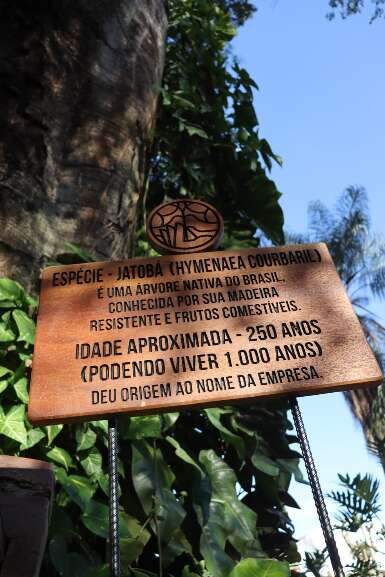 ESPÉCIE - JATOBÁ (HYMENAEA COURBARIL)
É UMA ÁRVORE NATIVA DO BRASIL.
CONHECIDA POR SUA MADEIRA
RESISTENTE E FRUTOS COMESTÍVEIS.
IDADE APROXIMADA - 250 ANOS
(PODENDO VIVER 1.000 ANOS)
DEU ORIGEM AO NOME DA EMPRESA.